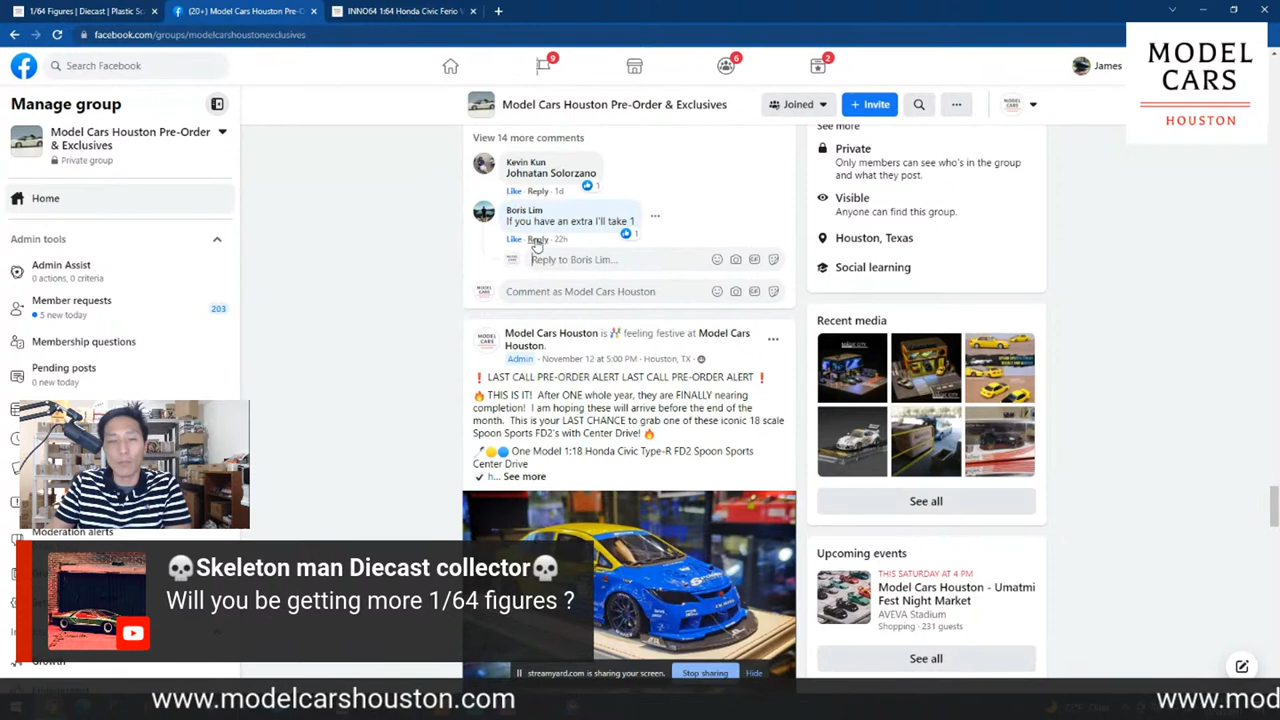 1/64 Figures | Diecast | Plastic Sc
(20+) Model Cars Houston Pre-O
INNO64 1:64 Honda Civic Ferio V
facebook.com/groups/modelcarshoustonexclusives
Search Facebook
9
6
2
James
MODEL
CARS
HOUSTON
Manage group
Model Cars Houston Pre-Order & Exclusives
Joined
+ Invite
Model Cars Houston Pre-Order
& Exclusives
Private group
Home
Admin tools
Admin Assist
0 actions, 0 criteria
Member requests
5 new today
203
Membership questions
Pending posts
0 new today
Moderation alerts
Growth
View 14 more comments
Kevin Kun
Johnatan Solorzano
1
Like · Reply · 1d
Boris Lim
If you have an extra I'll take 1
1
Like · Reply · 22h
Reply to Boris Lim...
Comment as Model Cars Houston
Model Cars Houston is feeling festive at Model Cars
Houston.
Admin · November 12 at 5:00 PM · Houston, TX ·
❗ LAST CALL PRE-ORDER ALERT LAST CALL PRE-ORDER ALERT ❗
🔥 THIS IS IT! After ONE whole year, they are FINALLY nearing
completion! I am hoping these will arrive before the end of the
month. This is your LAST CHANCE to grab one of these iconic 18 scale
Spoon Sports FD2's with Center Drive! 🔥
One Model 1:18 Honda Civic Type-R FD2 Spoon Sports
Center Drive
✔ h... See more
See more
Private
Only members can see who's in the group
and what they post.
Visible
Anyone can find this group.
Houston, Texas
Social learning
Recent media
See all
Upcoming events
THIS SATURDAY AT 4 PM
Model Cars Houston - Umatmi
Fest Night Market
AVEVA Stadium
Shopping · 231 guests
See all
💀Skeleton man Diecast collector💀
Will you be getting more 1/64 figures ?
streamyard.com is sharing your screen.
Stop sharing
Hide
www.modelcarshouston.com
www.mod